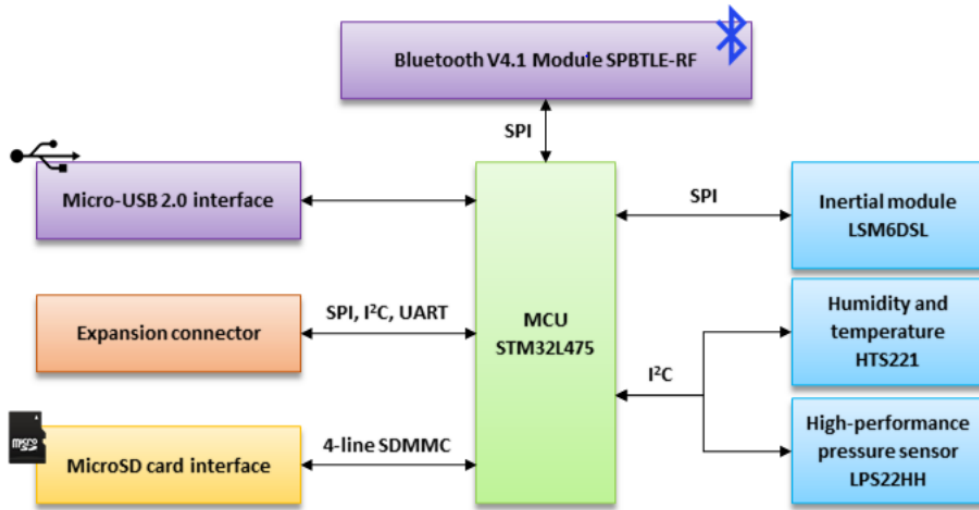 Bluetooth V4.1 Module SPBTLE-RF
SPI
Micro-USB 2.0 interface
SPI
Inertial module
LSM6DSL
Expansion connector
SPI, I²C, UART
MCU
STM32L475
Humidity and
temperature
HTS221
I²C
micro
SD
MicroSD card interface
4-line SDMMC
High-performance
pressure sensor
LPS22HH